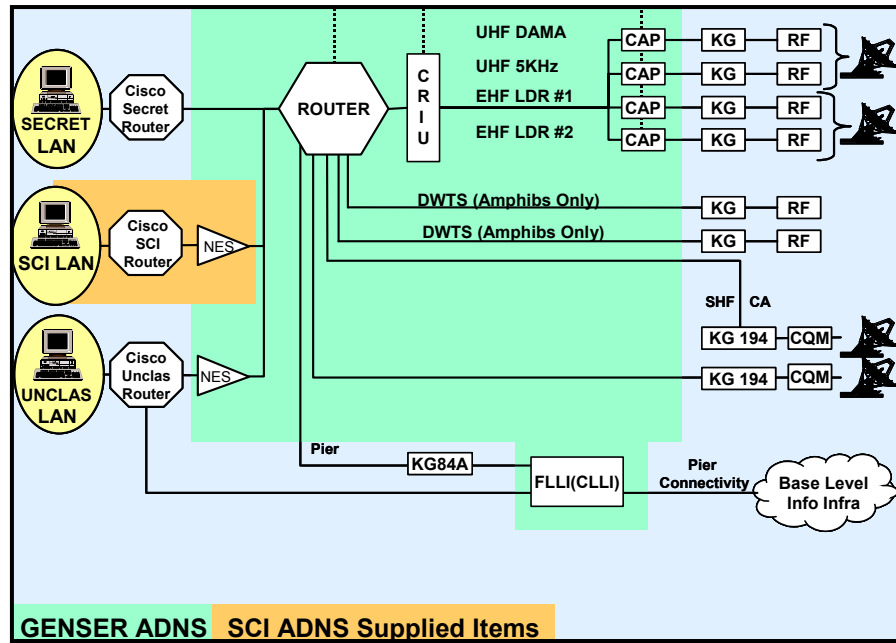 UHF DAMA
CAP
KG
RF
Cisco
Secret
Router
SECRET
LAN
ROUTER
C
R
I
U
UHF 5KHz
CAP
KG
RF
EHF LDR #1
CAP
KG
RF
EHF LDR #2
CAP
KG
RF
DWTS (Amphibs Only)
KG
RF
Cisco
SCI
Router
NES
SCI LAN
DWTS (Amphibs Only)
KG
RF
SHF
CA
KG 194
CQM
Cisco
Unclas
Router
NES
UNCLAS
LAN
KG 194
CQM
Pier
KG84A
FLLI(CLLI)
Pier
Connectivity
Base Level
Info Infra
GENSER ADNS
SCI ADNS Supplied Items